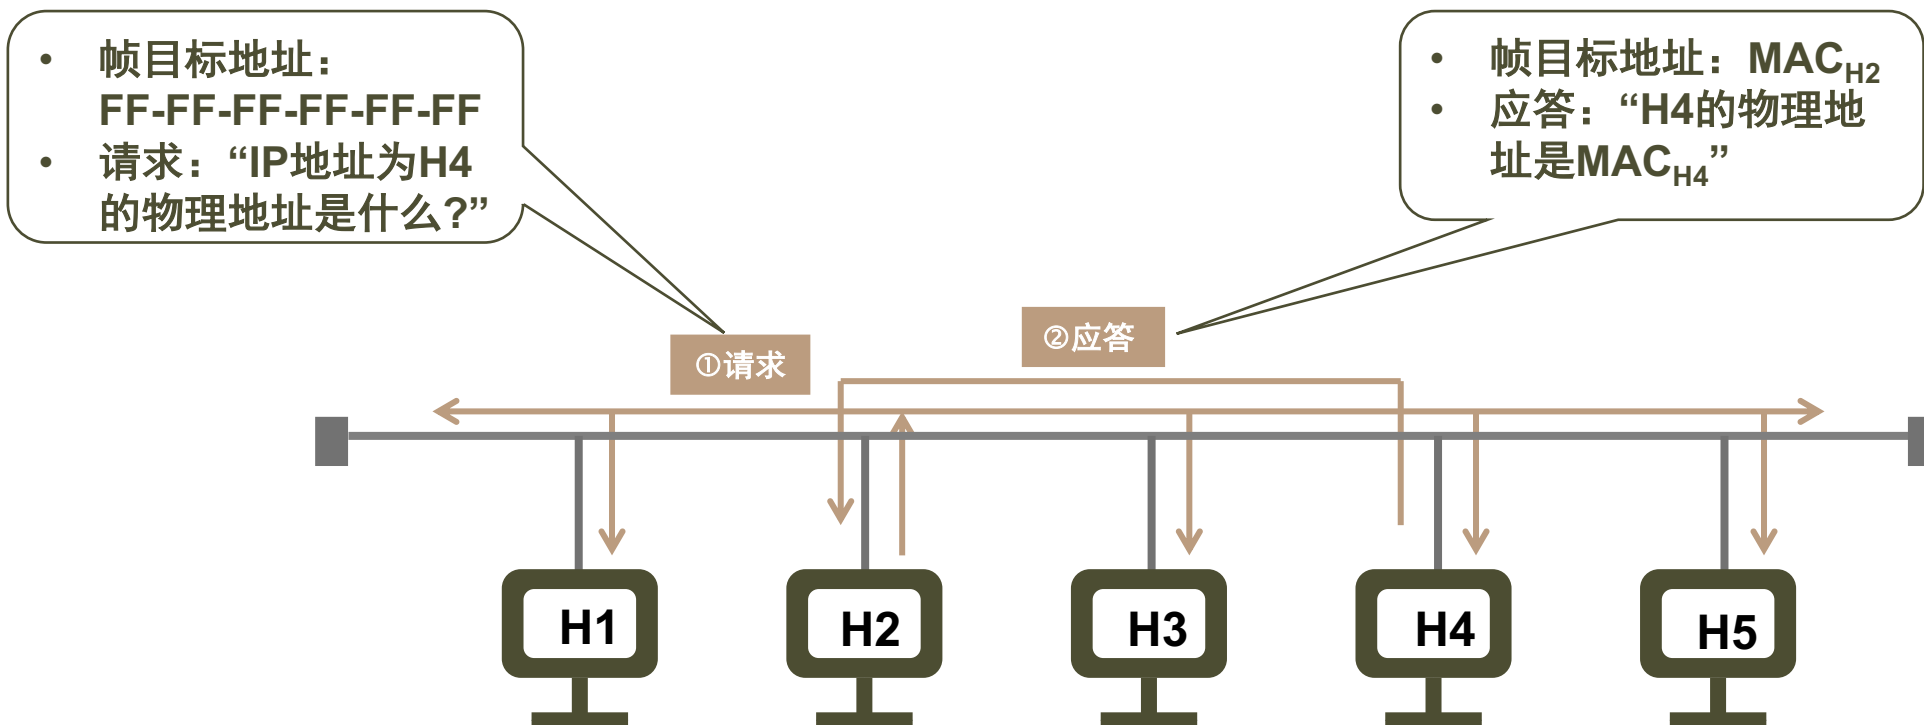 • 帧目标地址：
FF-FF-FF-FF-FF-FF
• 请求：“IP地址为H4
的物理地址是什么?”
• 帧目标地址：MACH2
• 应答：“H4的物理地
址是MACH4”
②应答
①请求
H1
H2
H3
H4
H5